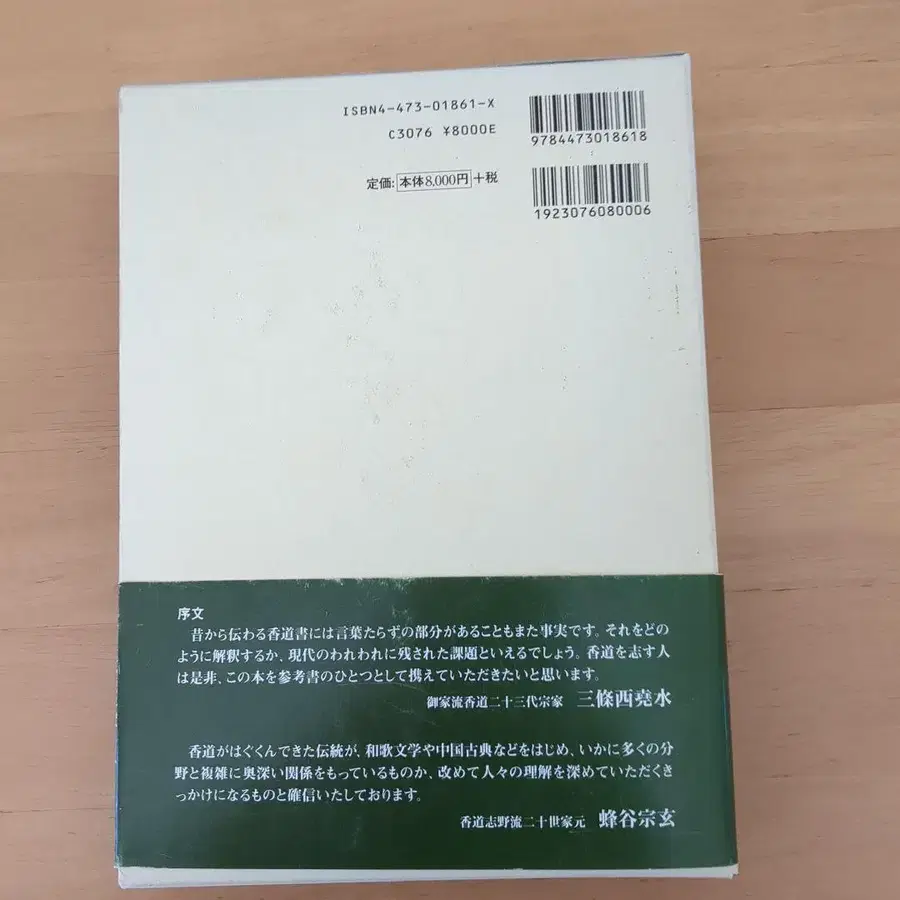 ISBN4-473-01861-X
C3076 ¥8000E
定価:本体8,000円+税
9784473018618
1923076080006
序文
昔から伝わる香道書には言葉たらずの部分があることもまた事実です。それをどの
ように解釈するか、現代のわれわれに残された課題といえるでしょう。香道を志す人
は是非、この本を参考書のひとつとして携えていただきたいと思います。
御家流香道二十三代宗家 三條西堯水
香道がはぐくんできた伝統が、和歌文学や中国古典などをはじめ、いかに多くの分
野と複雑に奥深い関係をもっているものか、改めて人々の理解を深めていただくき
っかけになるものと確信いたしております。
香道志野流二十世家元 蜂谷宗玄